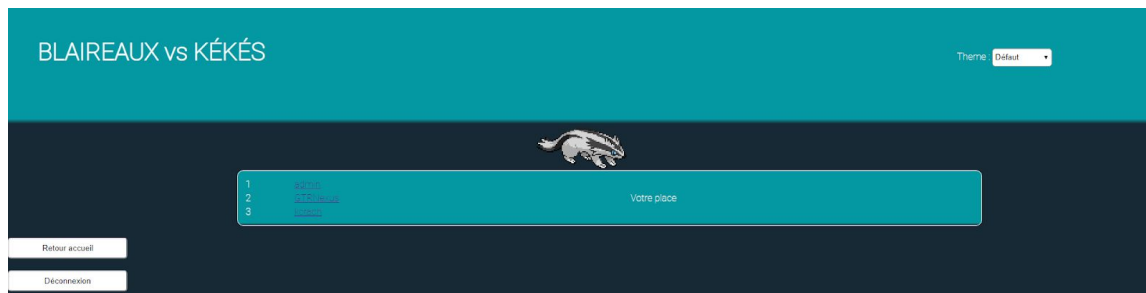 BLAIREAUX vs KÉKÉS
Theme : Défaut
1 admin
2 Votre place
3
Retour accueil
Déconnexion